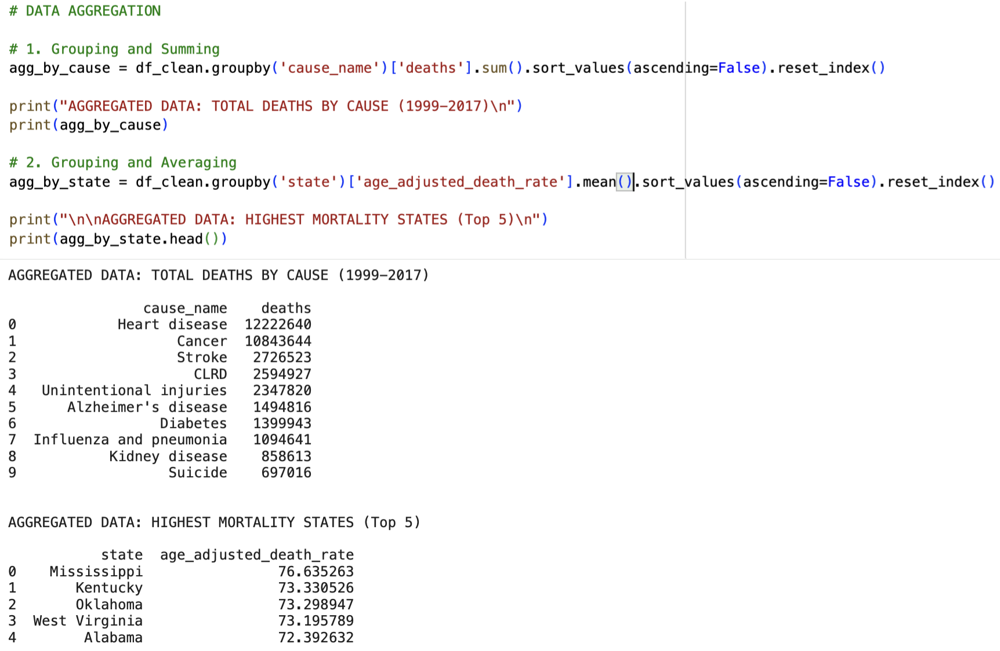 # DATA AGGREGATION
# 1. Grouping and Summing
agg_by_cause = df_clean.groupby('cause_name')['deaths'].sum().sort_values(ascending=False).reset_index()
print("AGGREGATED DATA: TOTAL DEATHS BY CAUSE (1999–2017)\n")
print(agg_by_cause)
# 2. Grouping and Averaging
agg_by_state = df_clean.groupby('state')['age_adjusted_death_rate'].mean().sort_values(ascending=False).reset_index()
print("\n\nAGGREGATED DATA: HIGHEST MORTALITY STATES (Top 5)\n")
print(agg_by_state.head())
AGGREGATED DATA: TOTAL DEATHS BY CAUSE (1999–2017)
cause_name deaths
0 Heart disease 12222640
1 Cancer 10843644
2 Stroke 2726523
3 CLRD 2594927
4 Unintentional injuries 2347820
5 Alzheimer's disease 1494816
6 Diabetes 1399943
7 Influenza and pneumonia 1094641
8 Kidney disease 858613
9 Suicide 697016
AGGREGATED DATA: HIGHEST MORTALITY STATES (Top 5)
state age_adjusted_death_rate
0 Mississippi 76.635263
1 Kentucky 73.330526
2 Oklahoma 73.298947
3 West Virginia 73.195789
4 Alabama 72.392632